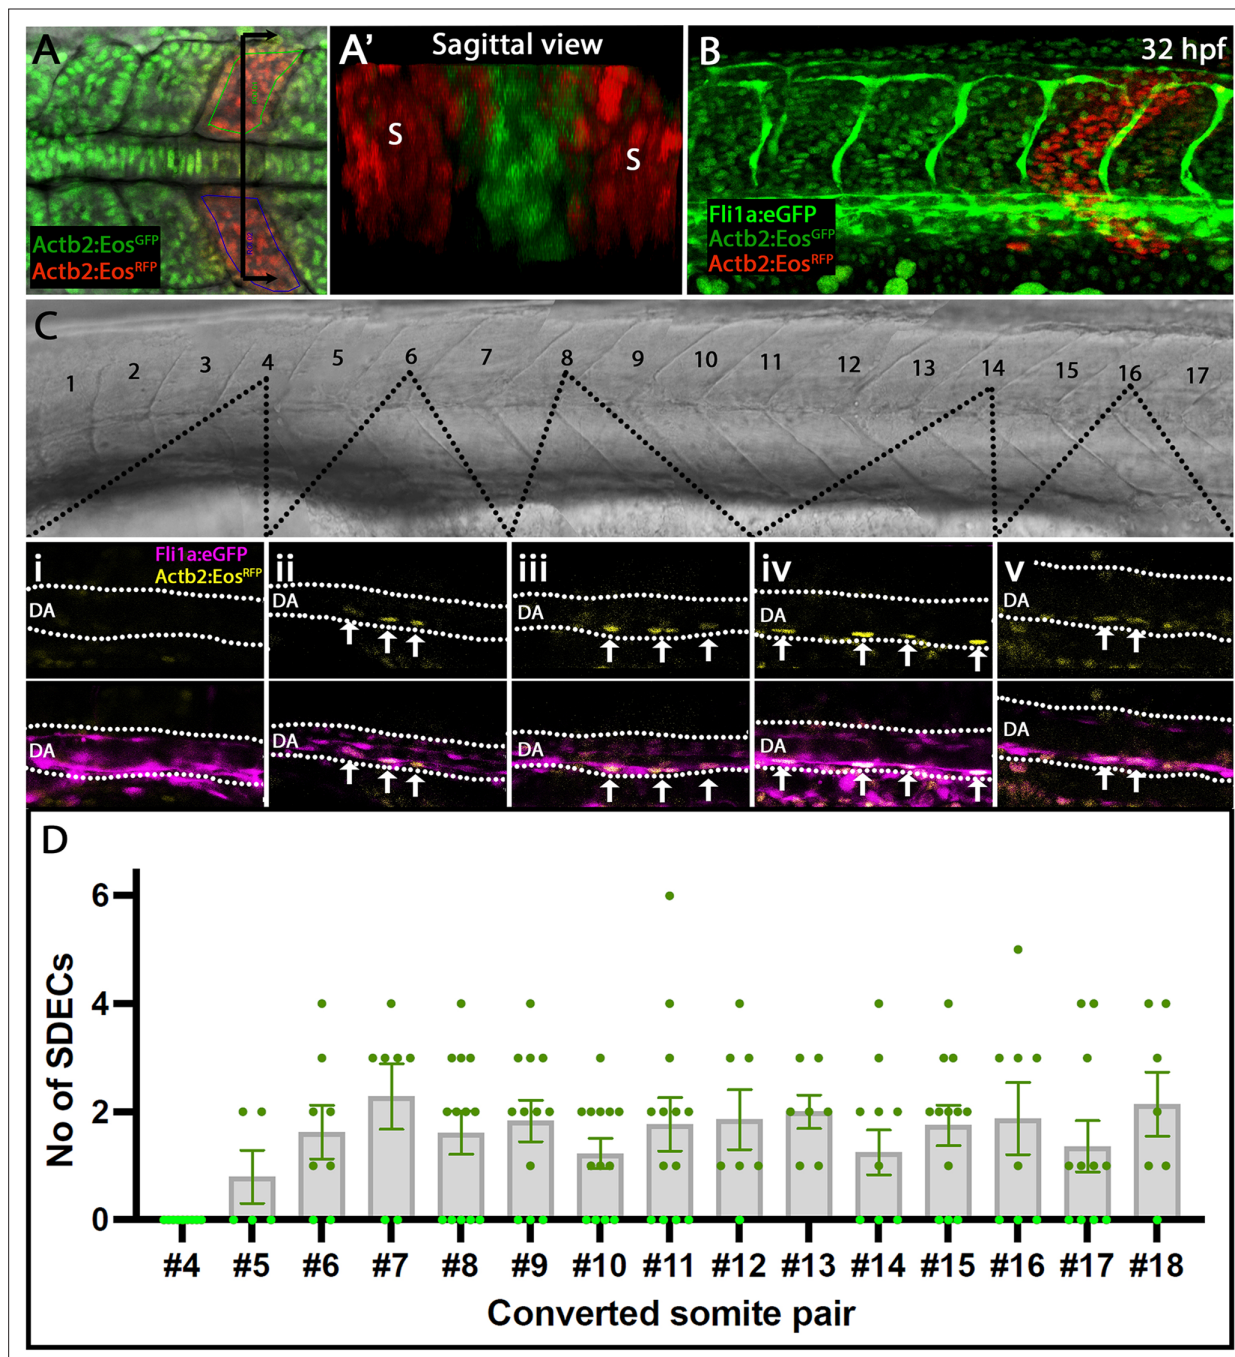 A
Actb2:Eos^GFP
Actb2:Eos^RFP
A'
Sagittal view
S
S
B
32 hpf
Fli1a:eGFP
Actb2:Eos^GFP
Actb2:Eos^RFP
C
1 2 3 4 5 6 7 8 9 10 11 12 13 14 15 16 17
i
Fli1a:eGFP
Actb2:Eos^RFP
DA
ii
DA
iii
DA
iv
DA
v
DA
DA
DA
DA
DA
DA
D
No of SDECs
6
4
2
0
#4 #5 #6 #7 #8 #9 #10 #11 #12 #13 #14 #15 #16 #17 #18
Converted somite pair